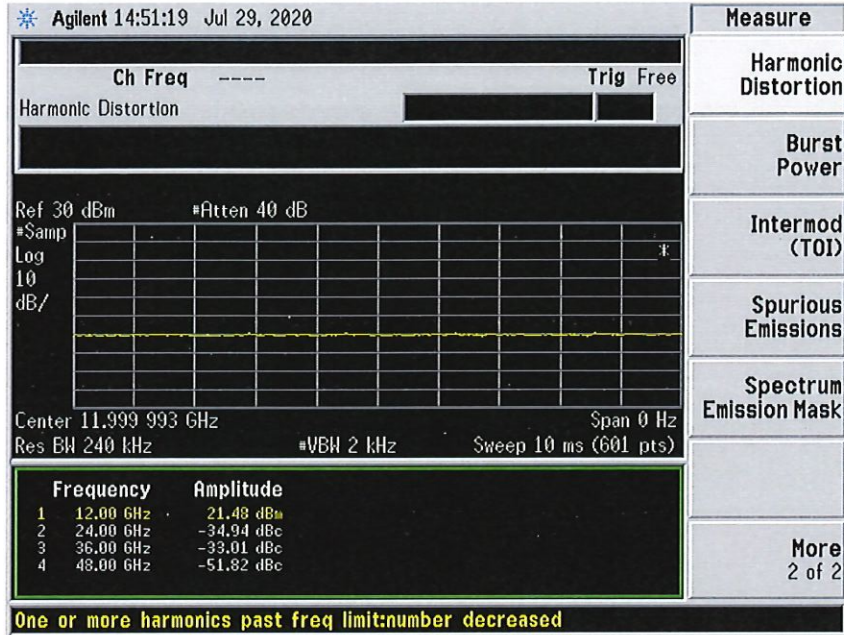 Agilent 14:51:19 Jul 29, 2020
Measure
Ch Freq ----
Trig Free
Harmonic Distortion
Ref 30 dBm #Atten 40 dB
#Samp
Log
10
dB/
*
Center 11.999 993 GHz Span 0 Hz
Res BW 240 kHz #VBW 2 kHz Sweep 10 ms (601 pts)
Frequency Amplitude
1 12.00 GHz 21.48 dBm
2 24.00 GHz -34.94 dBc
3 36.00 GHz -33.01 dBc
4 48.00 GHz -51.82 dBc
One or more harmonics past freq limit:number decreased
Harmonic
Distortion
Burst
Power
Intermod
(TOI)
Spurious
Emissions
Spectrum
Emission Mask
More
2 of 2